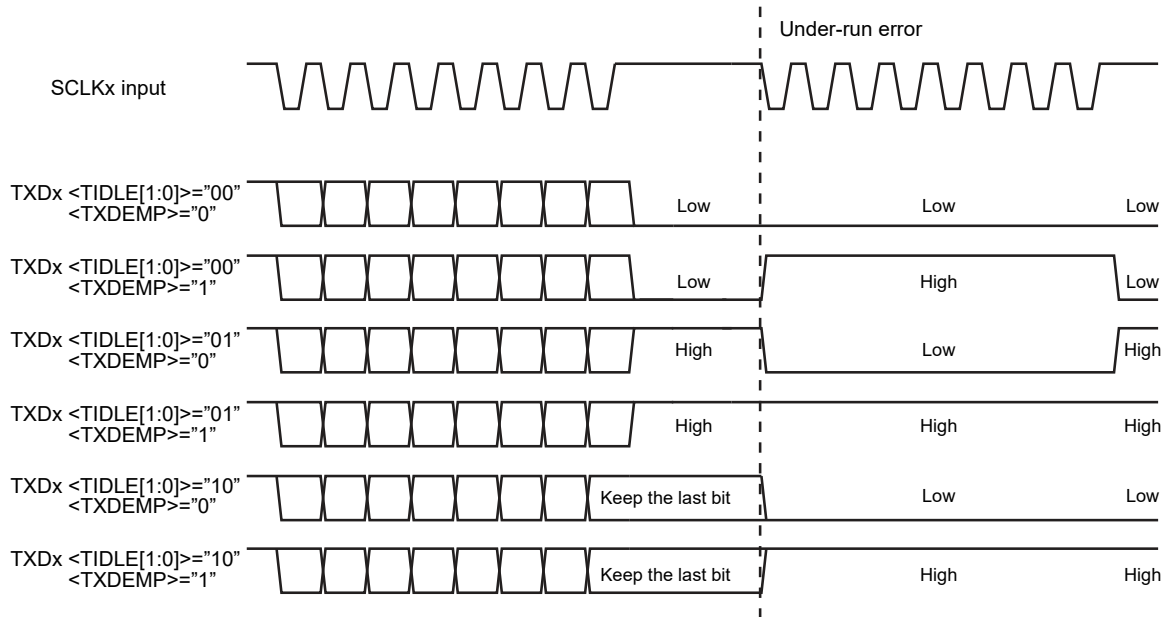 Under-run error
SCLKx input
TXDx <TIDLE[1:0]>=”00”
<TXDEMP>=”0”
Low Low Low
TXDx <TIDLE[1:0]>=”00”
<TXDEMP>=”1”
Low High Low
TXDx <TIDLE[1:0]>=”01”
<TXDEMP>=”0”
High Low High
TXDx <TIDLE[1:0]>=”01”
<TXDEMP>=”1”
High High High
TXDx <TIDLE[1:0]>=”10”
<TXDEMP>=”0”
Keep the last bit Low Low
TXDx <TIDLE[1:0]>=”10”
<TXDEMP>=”1”
Keep the last bit High High